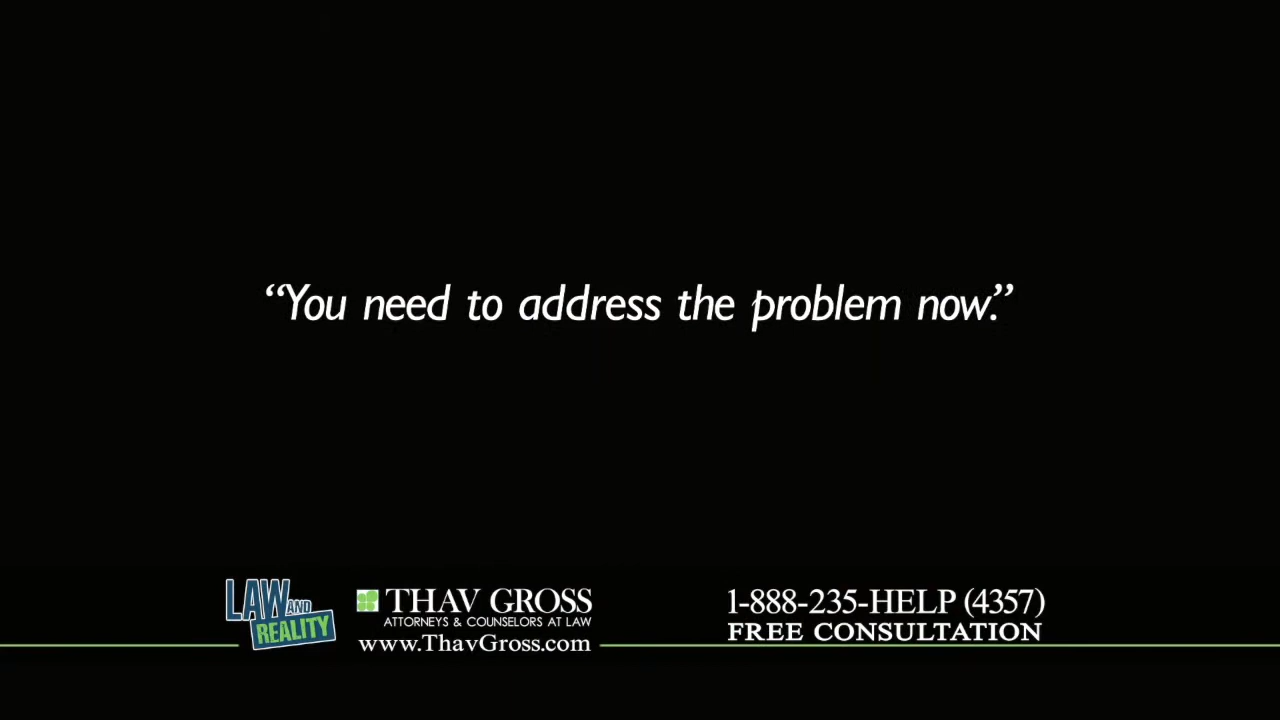 “You need to address the problem now.”
LAW AND REALITY
THAV GROSS
ATTORNEYS & COUNSELORS AT LAW
www.ThavGross.com
1-888-235-HELP (4357)
FREE CONSULTATION